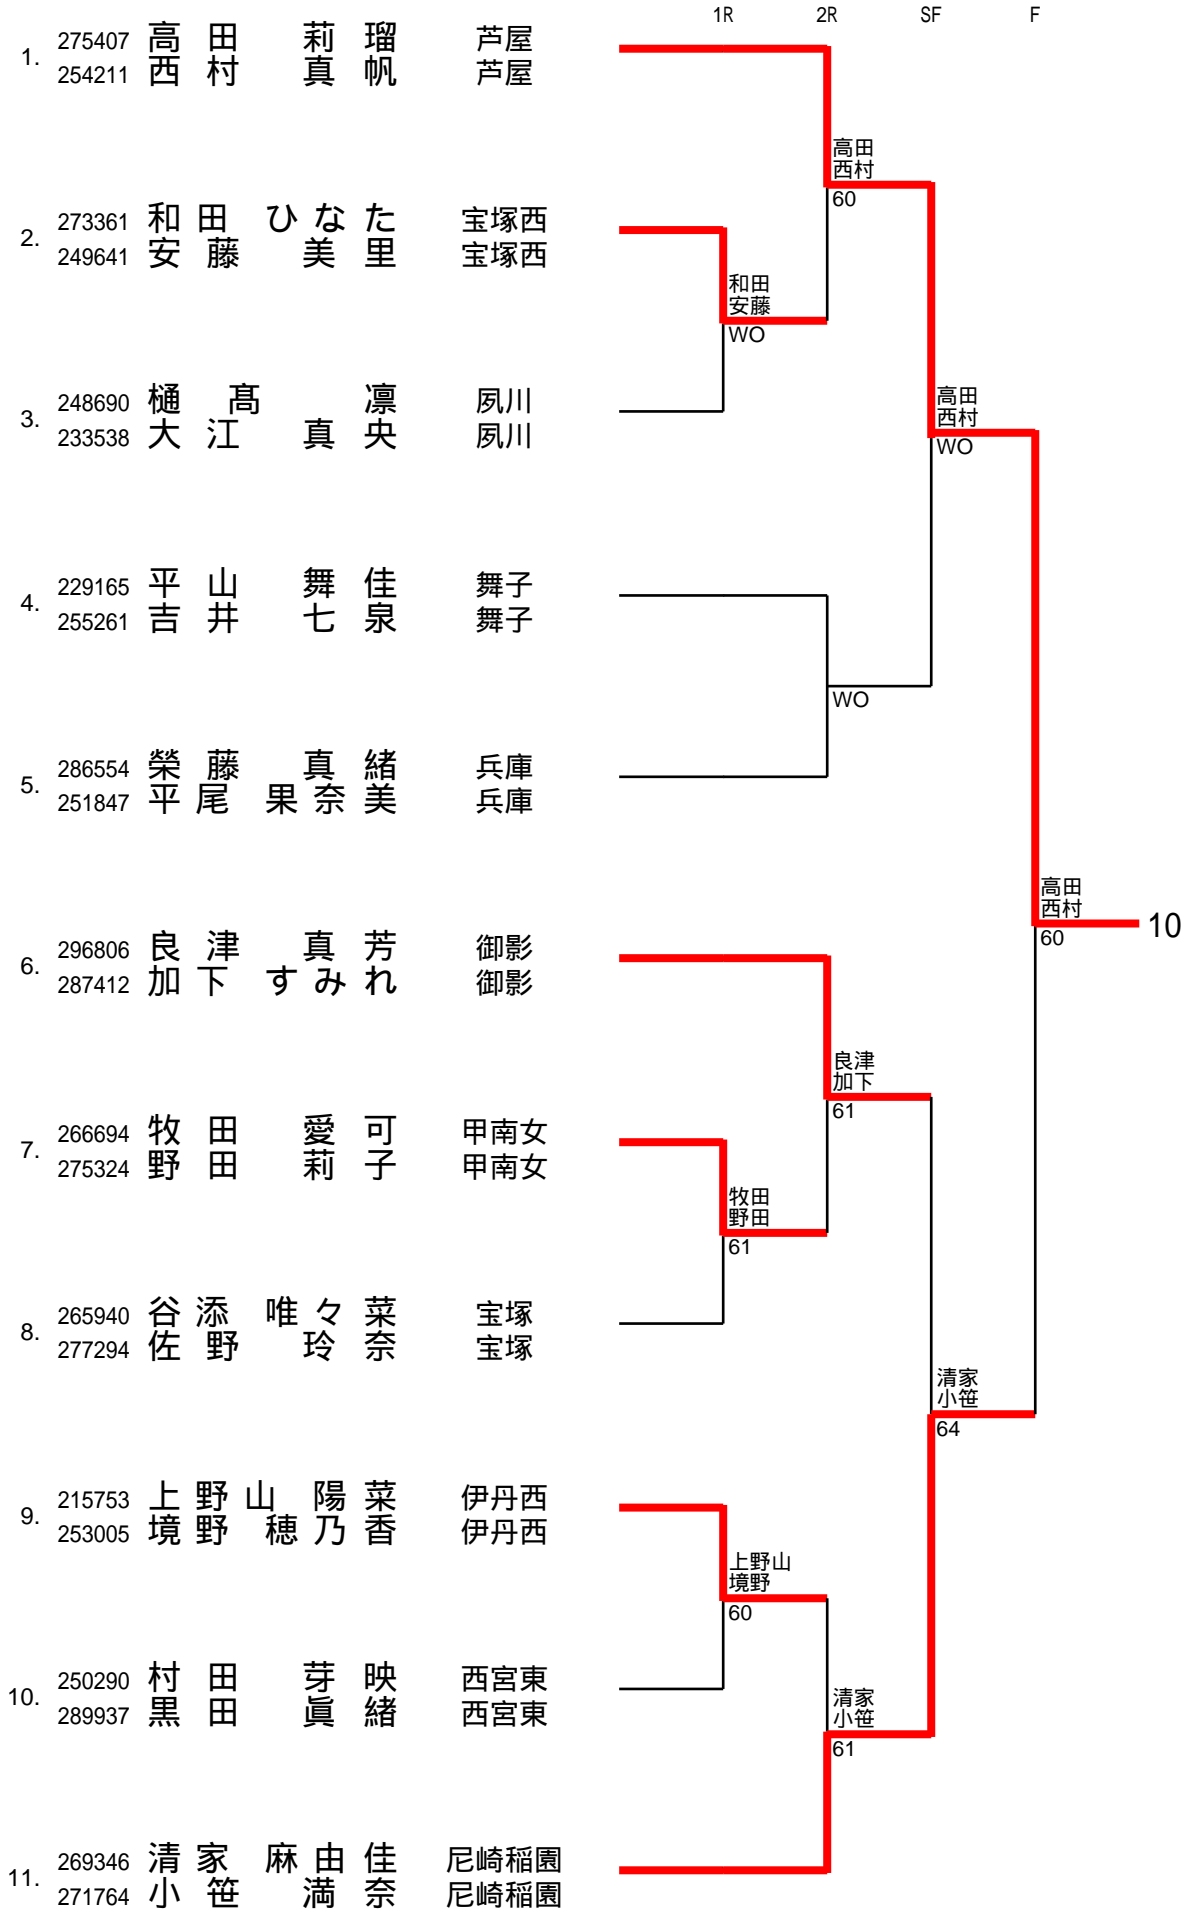 1R 2R SF F
1. 275407 高田 莉瑠 芦屋
254211 西村 真帆 芦屋
高田
西村
60
2. 273361 和田 ひなた 宝塚西
249641 安藤 美里 宝塚西
和田
安藤
WO
3. 248690 樋髙 凛 夙川
233538 大江 真央 夙川
高田
西村
WO
4. 229165 平山 舞佳 舞子
255261 吉井 七泉 舞子
WO
5. 286554 榮藤 真緒 兵庫
251847 平尾 果奈美 兵庫
高田
西村
60
10
6. 296806 良津 真芳 御影
287412 加下 すみれ 御影
良津
加下
61
7. 266694 牧田 愛可 甲南女
275324 野田 莉子 甲南女
牧田
野田
61
8. 265940 谷添 唯々菜 宝塚
277294 佐野 玲奈 宝塚
清家
小笹
64
9. 215753 上野山 陽菜 伊丹西
253005 境野 穂乃香 伊丹西
上野山
境野
60
10. 250290 村田 芽映 西宮東
289937 黒田 眞緒 西宮東
清家
小笹
61
11. 269346 清家 麻由佳 尼崎稲園
271764 小笹 満奈 尼崎稲園